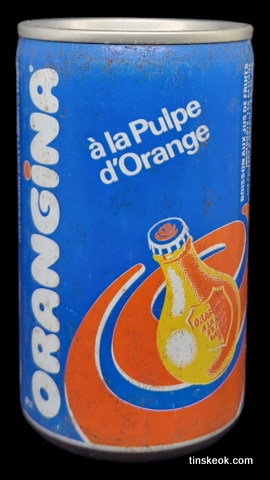 ORANGINA
à la Pulpe
d'Orange
BOISSON AUX JUS DE FRUITS
tinskeok.com